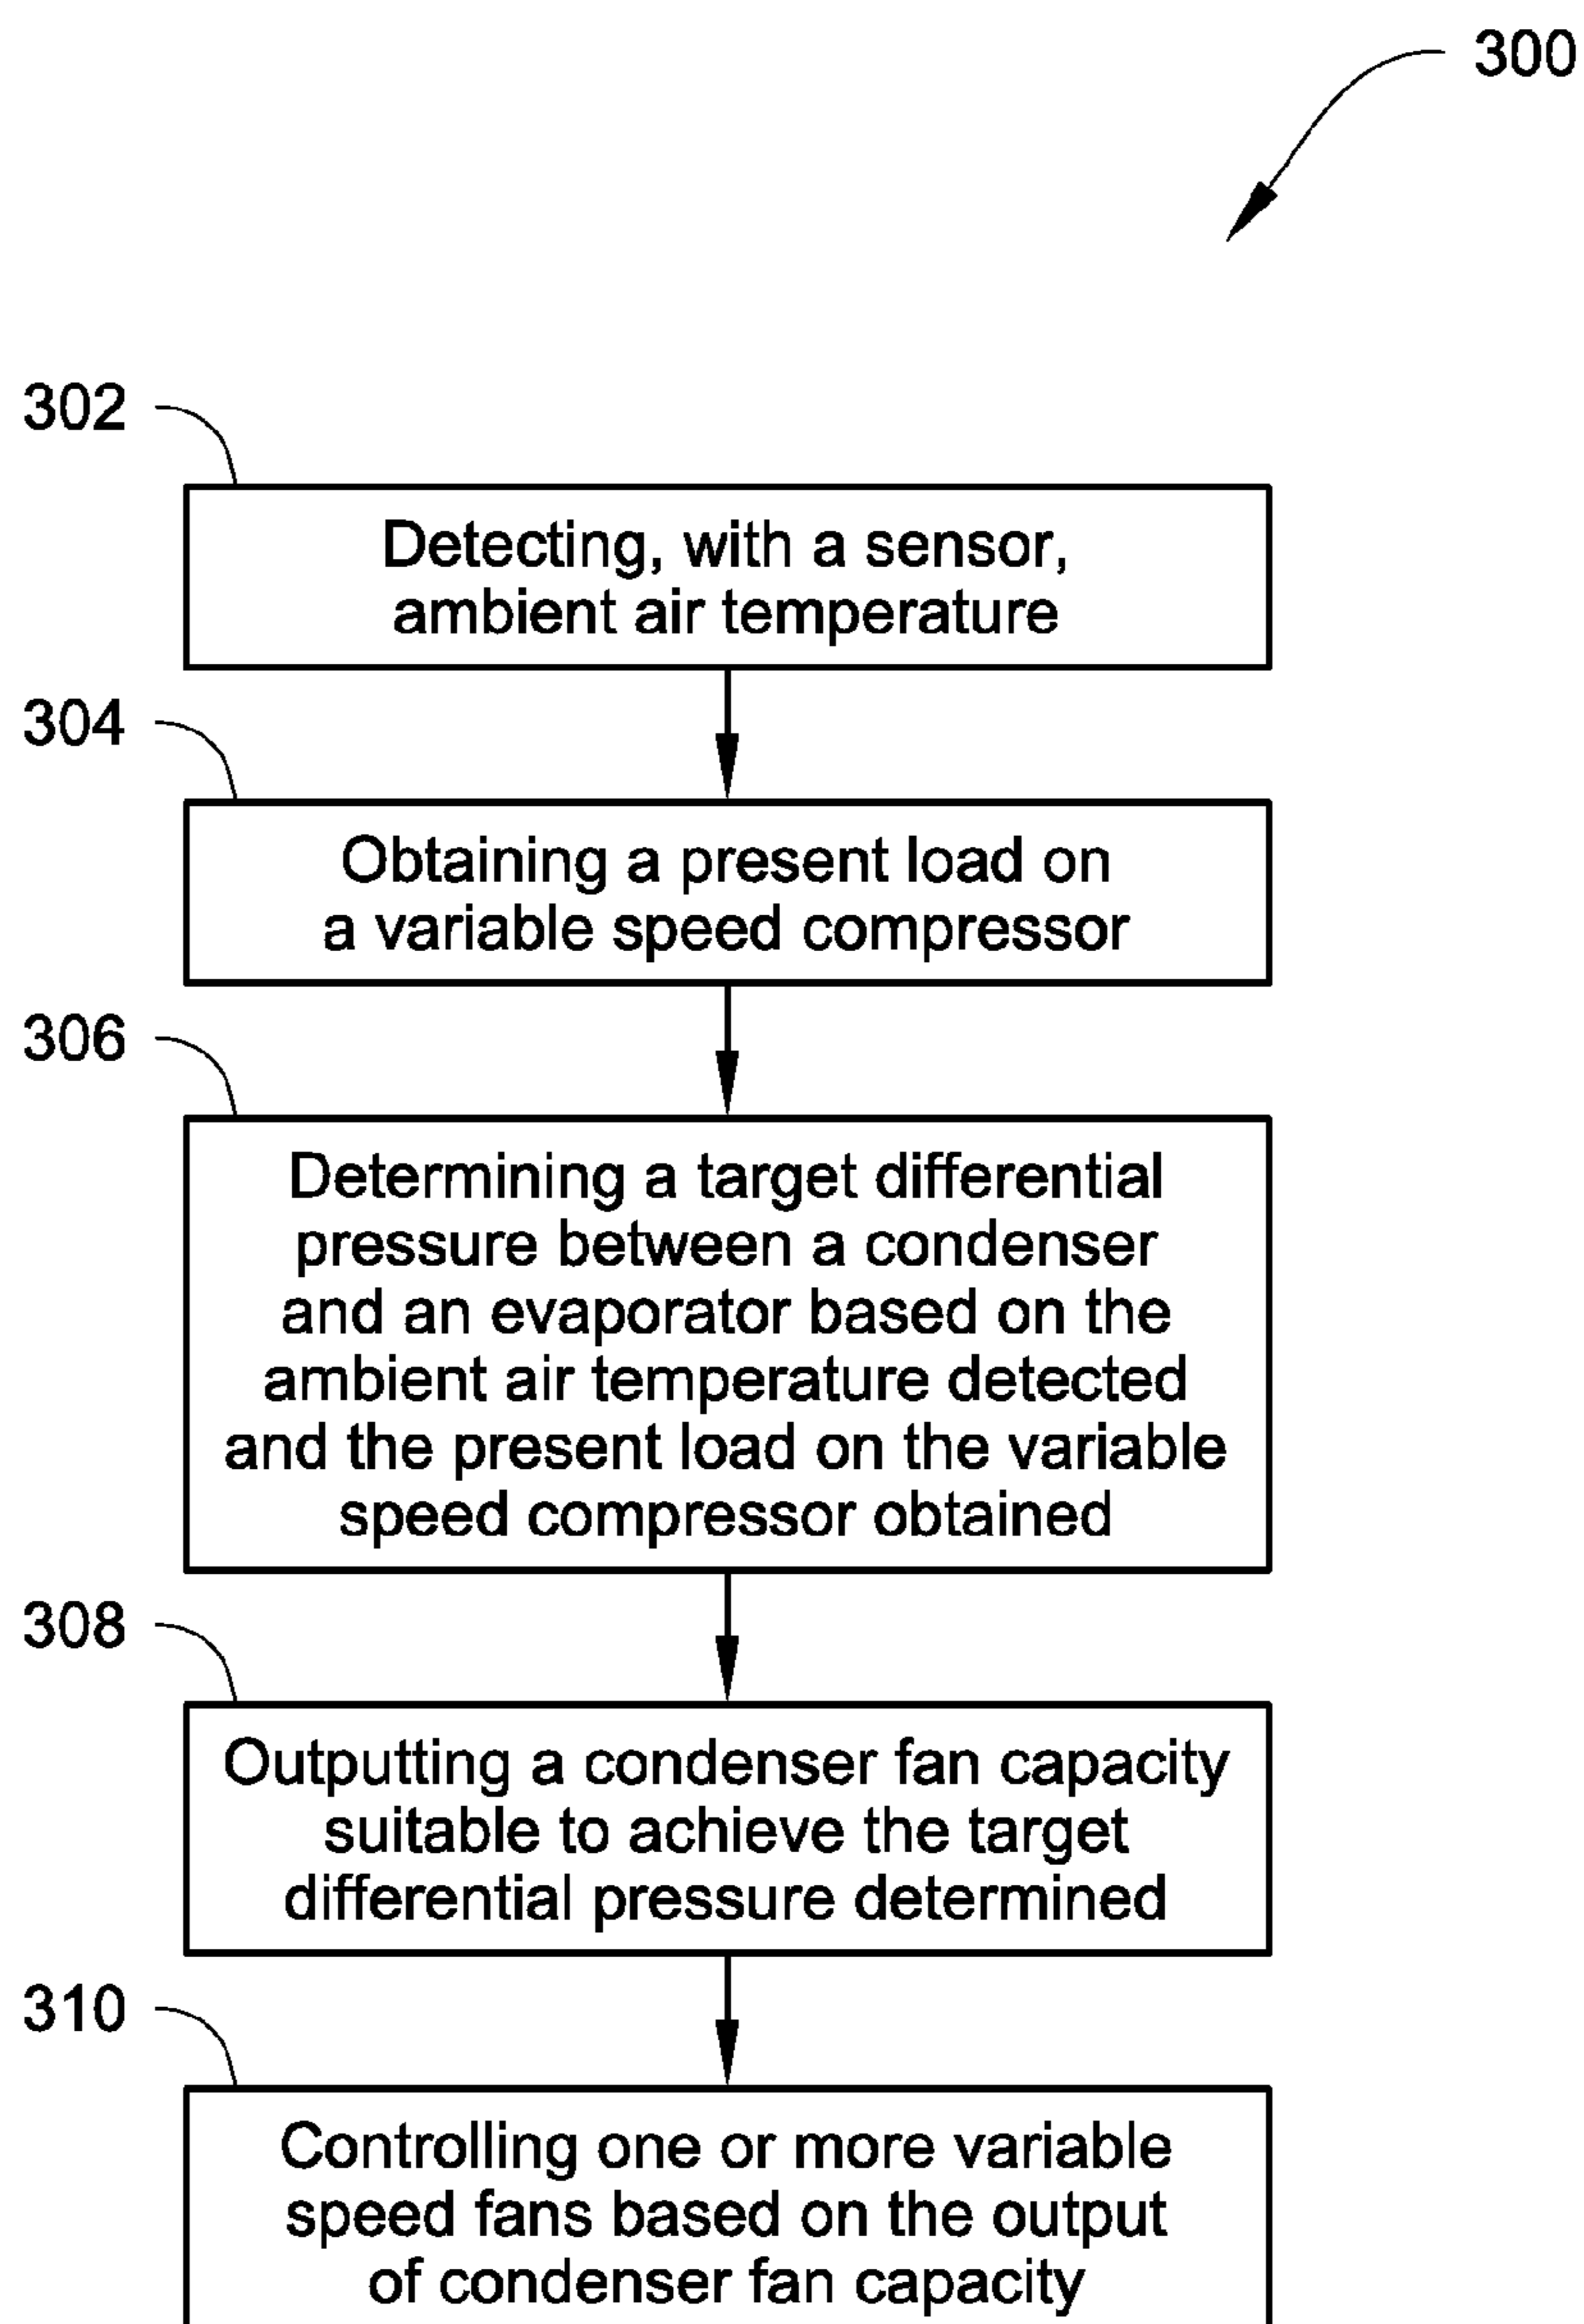 300
302
Detecting, with a sensor,
ambient air temperature
304
Obtaining a present load on
a variable speed compressor
306
Determining a target differential
pressure between a condenser
and an evaporator based on the
ambient air temperature detected
and the present load on the variable
speed compressor obtained
308
Outputting a condenser fan capacity
suitable to achieve the target
differential pressure determined
310
Controlling one or more variable
speed fans based on the output
of condenser fan capacity